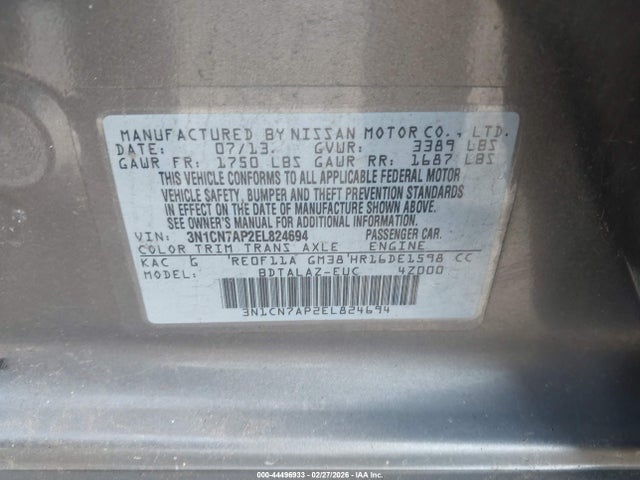 MANUFACTURED BY NISSAN MOTOR CO., LTD.
DATE: 07/13. GVWR: 3389 LBS
GAWR FR: 1750 LBS GAWR RR: 1687 LBS
THIS VEHICLE CONFORMS TO ALL APPLICABLE FEDERAL MOTOR
VEHICLE SAFETY, BUMPER AND THEFT PREVENTION STANDARDS
IN EFFECT ON THE DATE OF MANUFACTURE SHOWN ABOVE.
SEE OWNER'S MANUAL FOR ADDITIONAL INFORMATION.
VIN: 3N1CN7AP2EL824694 PASSENGER CAR.
COLOR TRIM TRANS AXLE ENGINE
KAC G RE0F11A GM38 HR16DE1598 CC
MODEL: BDTALAZ-EUC 4Z000
3N1CN7AP2EL824694
000-44496933 - 02/27/2026 - IAA Inc.